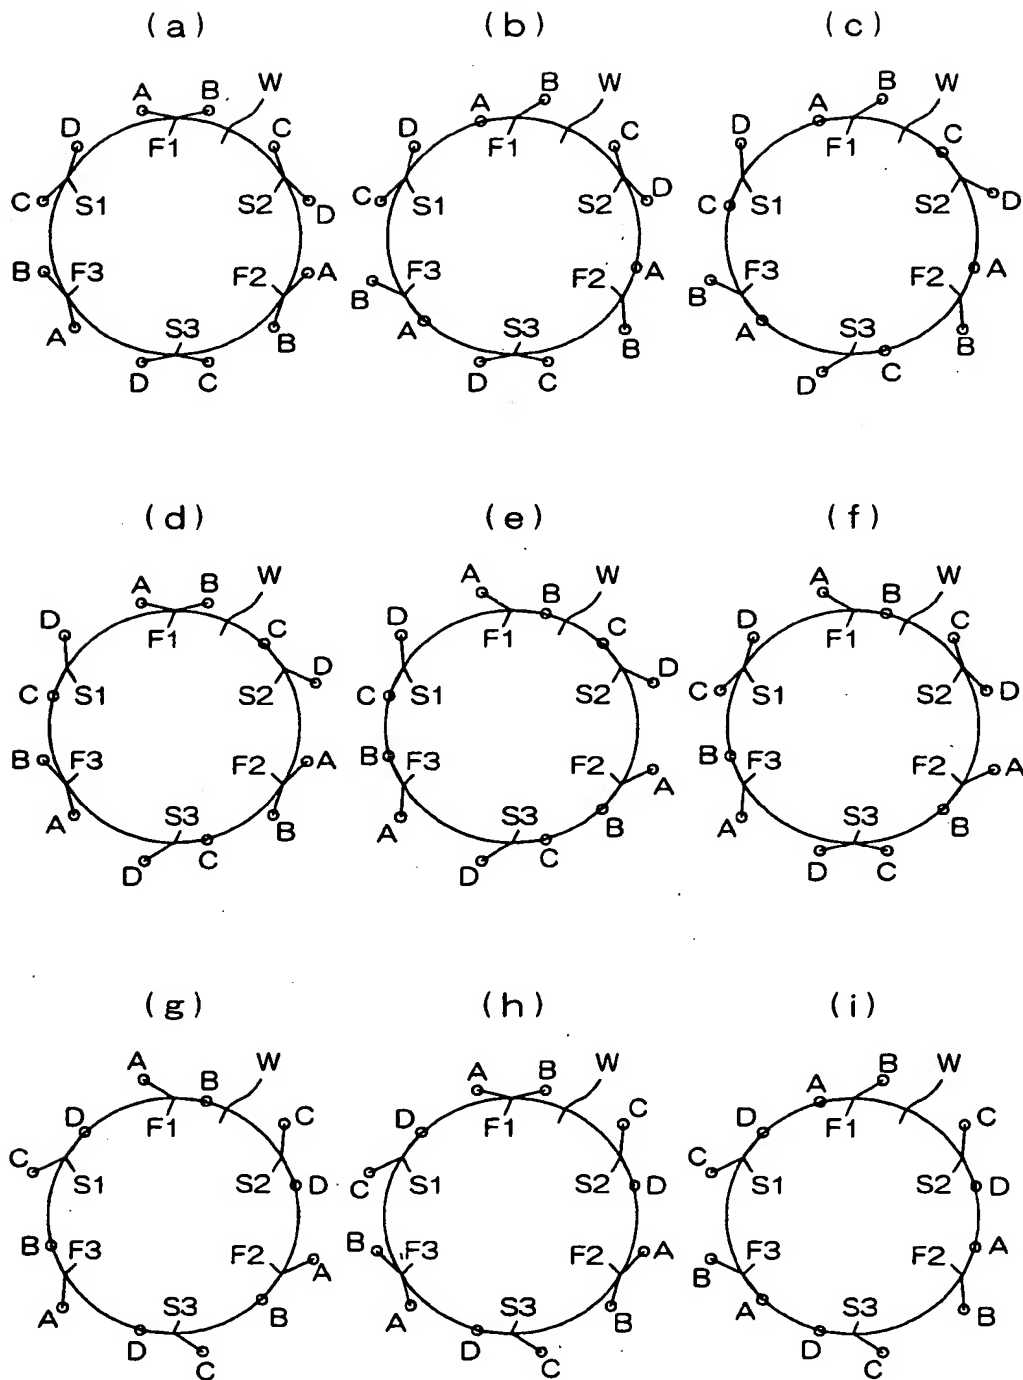 (a) (b) (c)
A B W A B W A B W
D F1 C D F1 C D F1 C
C S1 S2 D C S1 S2 D C S1 S2 D
B F3 F2 A B F3 F2 A B F3 F2 A
A S3 B A S3 B A S3 B
D C D C D C
(d) (e) (f)
A B W A B W A B W
D F1 C D F1 C D F1 C
C S1 S2 D C S1 S2 D C S1 S2 D
B F3 F2 A B F3 F2 A B F3 F2 A
A S3 B A S3 B A S3 B
D C D C D C
(g) (h) (i)
A B W A B W A B W
D F1 C D F1 C D F1 C
C S1 S2 D C S1 S2 D C S1 S2 D
B F3 F2 A B F3 F2 A B F3 F2 A
A S3 B A S3 B A S3 B
D C D C D C